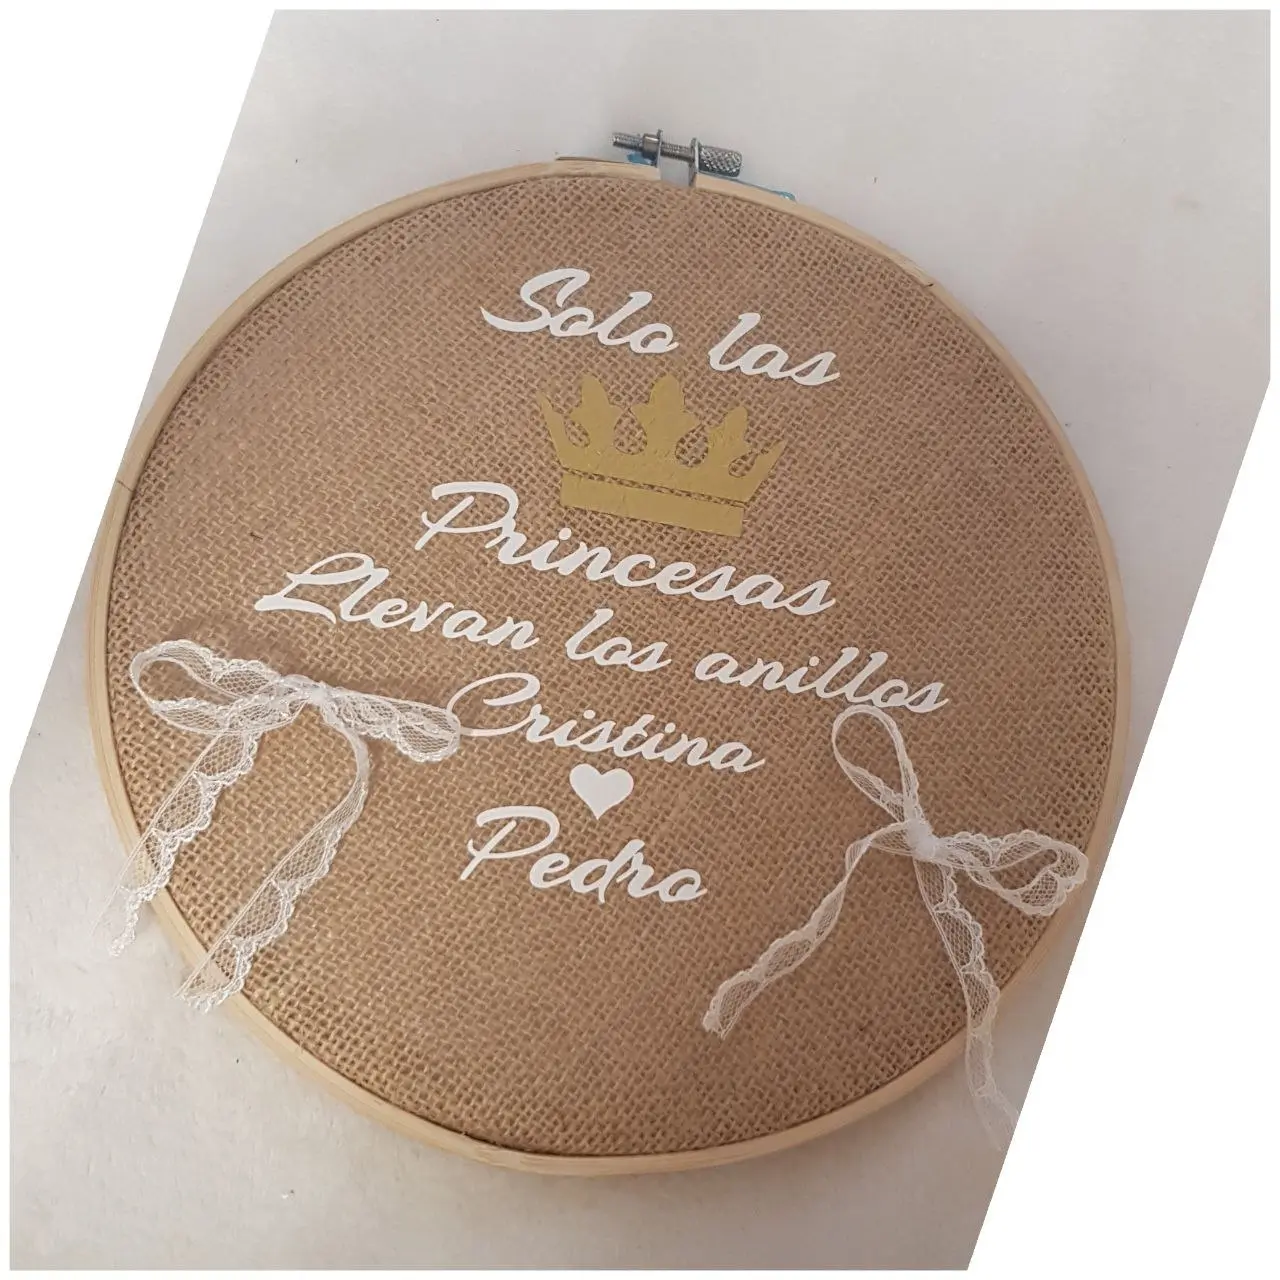 Solo las
Princesas
Llevan los anillos
Cristina
Pedro